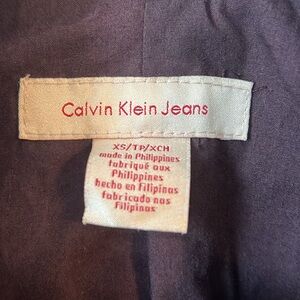 Calvin Klein Jeans
XS/TP/XCH
made in Philippines
fabriqué aux
Philippines
hecho en Filipinas
fabricado nas
Filipinas